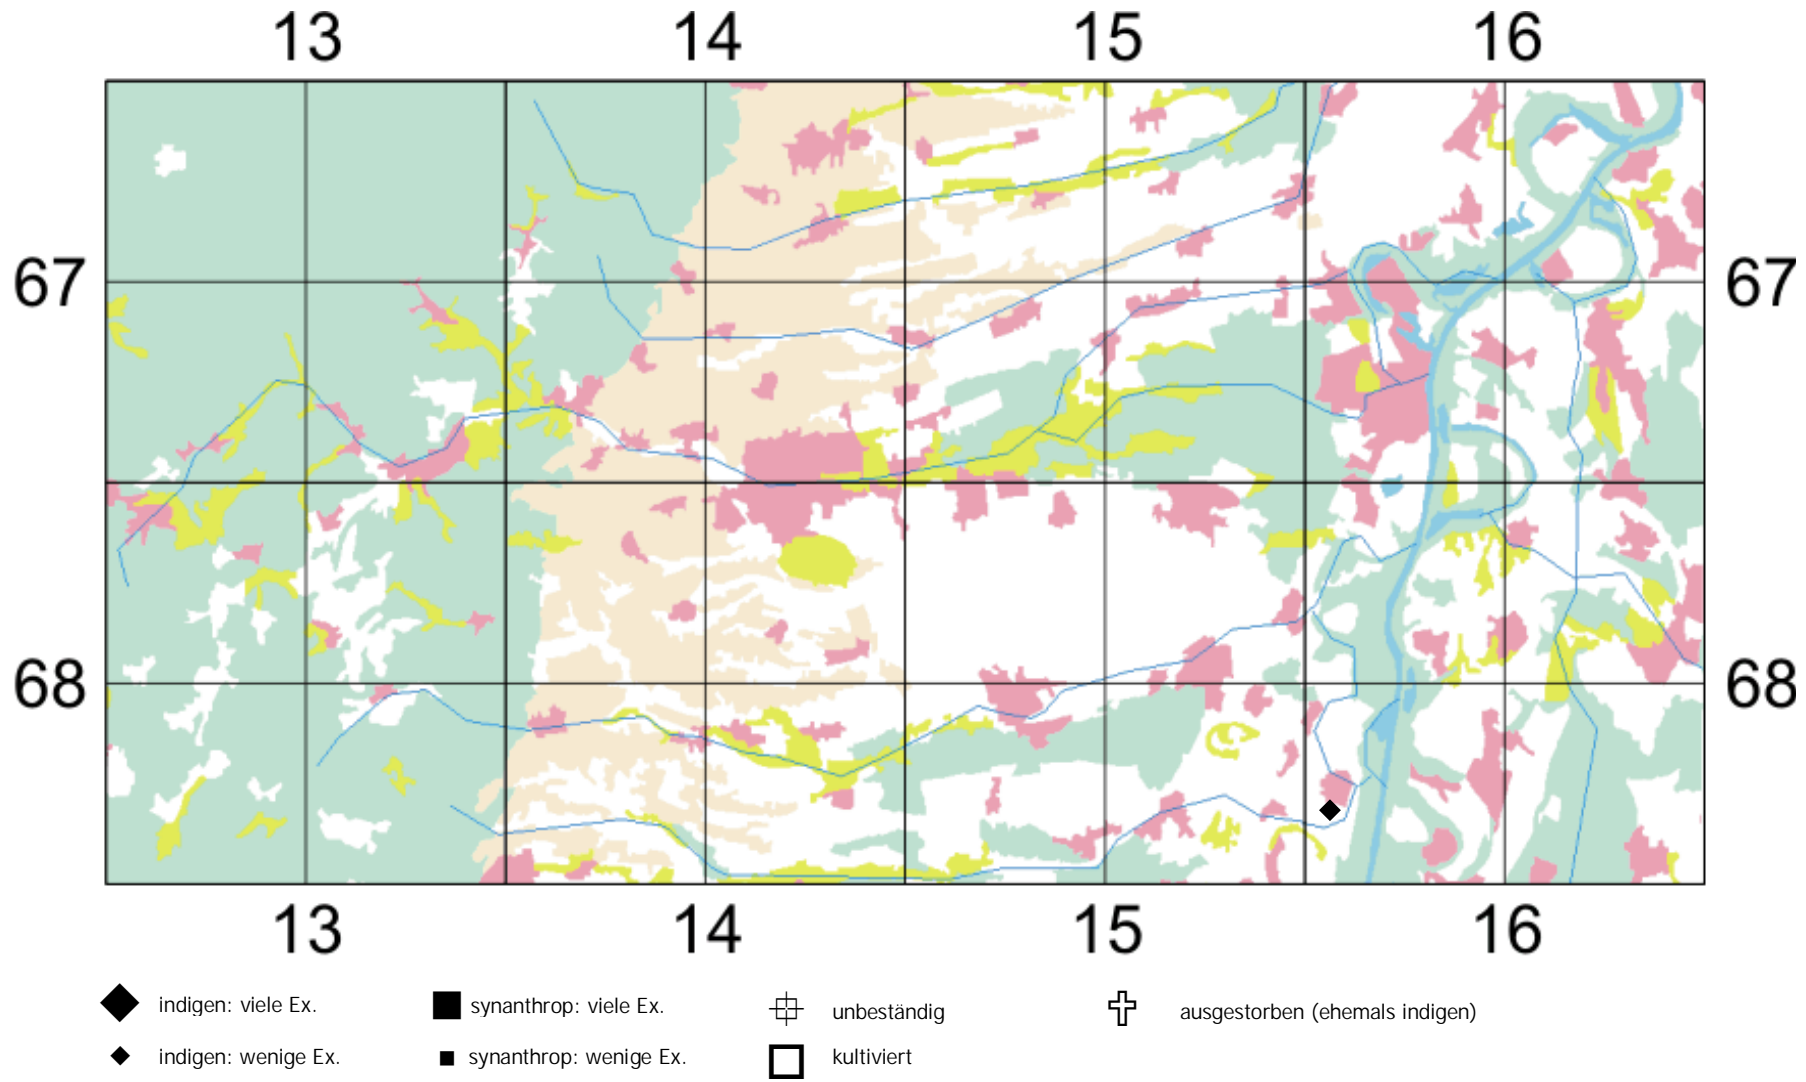 13 14 15 16
67 67
68 68
13 14 15 16
indigen: viele Ex. synanthrop: viele Ex. unbeständig ausgestorben (ehemals indigen)
indigen: wenige Ex. synanthrop: wenige Ex. kultiviert